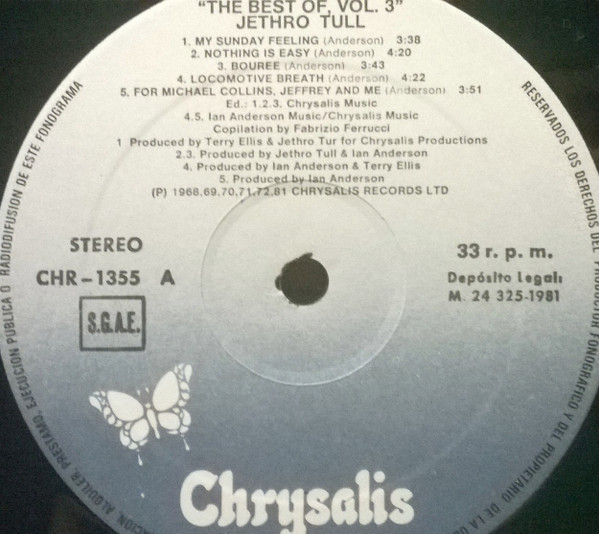 "THE BEST OF, VOL. 3"
JETHRO TULL
1. MY SUNDAY FEELING (Anderson) 3:38
2. NOTHING IS EASY (Anderson) 4:20
3. BOUREE (Anderson) 3:43
4. LOCOMOTIVE BREATH (Anderson) 4:22
5. FOR MICHAEL COLLINS, JEFFREY AND ME (Anderson) 3:51
Ed.: 1.2.3. Chrysalis Music
4.5. Ian Anderson Music/Chrysalis Music
Copilation by Fabrizio Ferrucci
1 Produced by Terry Ellis & Jethro Tur for Chrysalis Productions
2.3. Produced by Jethro Tull & Ian Anderson
4. Produced by Ian Anderson & Terry Ellis
5. Produced by Ian Anderson
(P) 1968,69,70,71,72,81 CHRYSALIS RECORDS LTD
STEREO
CHR-1355 A
S.G.A.E.
33 r. p. m.
Depósito Legal:
M. 24 325-1981
Chrysalis
RESERVADOS LOS DERECHOS DEL PRODUCTOR FONOGRAFICO Y DEL PROPIETARIO DE LA
ALQUILER, PRESTAMO, EJECUCION PUBLICA O RADIODIFUSION DE ESTE FONOGRAMA